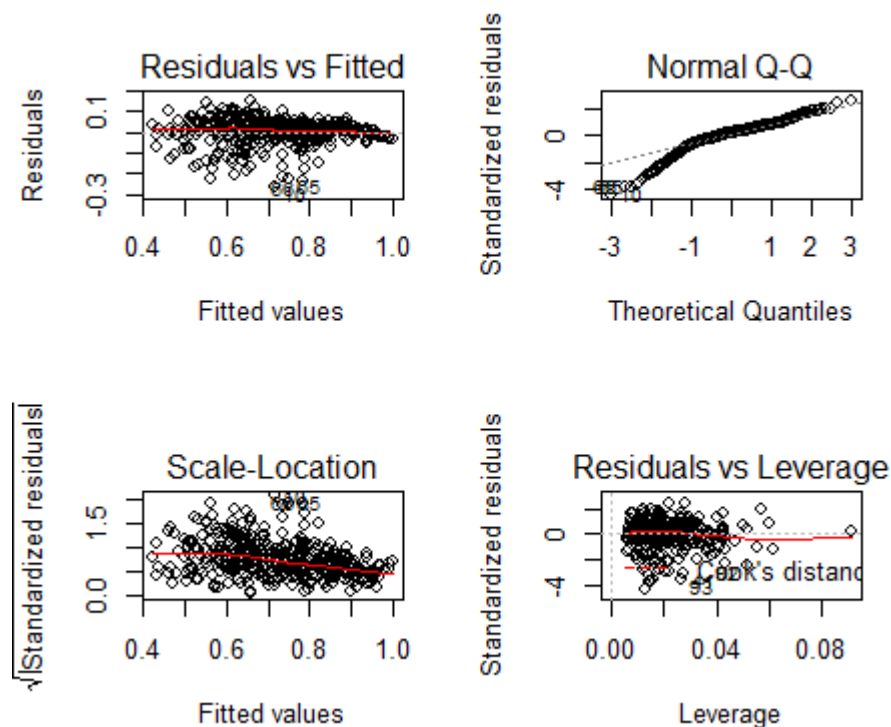 Residuals vs Fitted
Residuals
0.1
-0.3
0.4 0.6 0.8 1.0
Fitted values
Normal Q-Q
Standardized residuals
0
-4
-3 -1 1 2 3
Theoretical Quantiles
Scale-Location
√|Standardized residuals|
1.5
0.0
0.4 0.6 0.8 1.0
Fitted values
Residuals vs Leverage
Standardized residuals
0
-4
Cook's distanc
93
0.00 0.04 0.08
Leverage